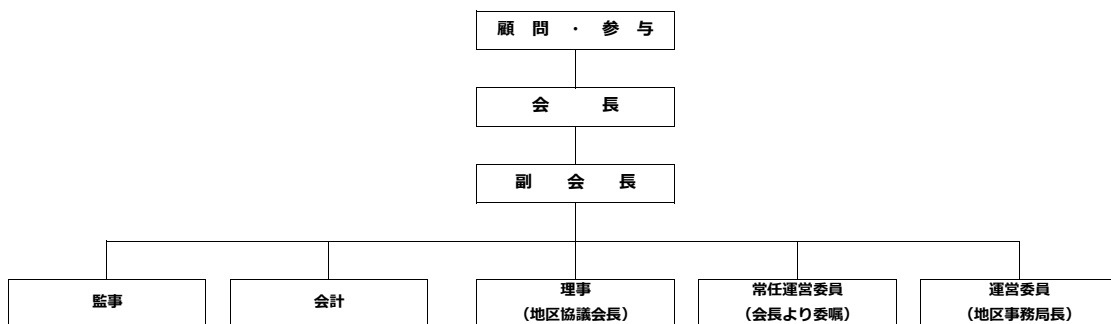 顧 問 ・ 参 与
会 長
副 会 長
監事
会計
理事
（地区協議会長）
常任運営委員
（会長より委嘱）
運営委員
（地区事務局長）